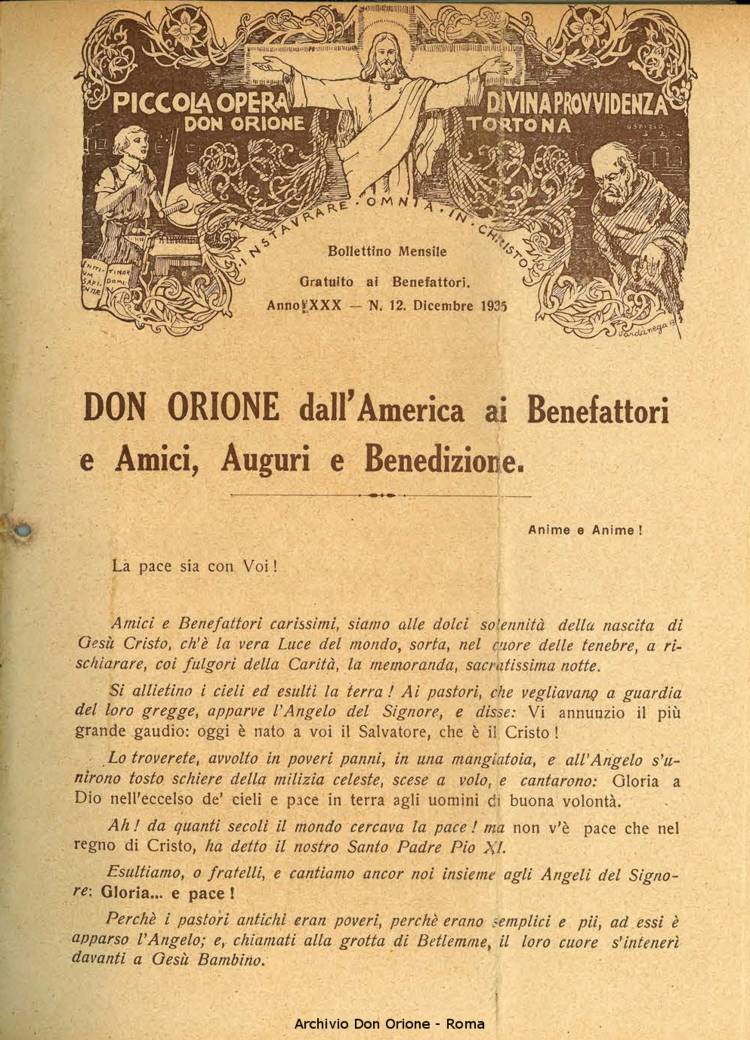 PICCOLA OPERA DIVINA PROVVIDENZA
DON ORIONE TORTONA
INSTAVRARE · OMNIA · IN · CHRISTO
INITIUM SAPIENTIÆ TIMOR DOMINI
Bollettino Mensile
Gratuito ai Benefattori.
Anno XXX — N. 12. Dicembre 1935
DON ORIONE dall'America ai Benefattori
e Amici, Auguri e Benedizione.
Anime e Anime !
La pace sia con Voi !
Amici e Benefattori carissimi, siamo alle dolci solennità della nascita di
Gesù Cristo, ch'è la vera Luce del mondo, sorta, nel cuore delle tenebre, a ri-
schiarare, coi fulgori della Carità, la memoranda, sacratissima notte.
Si allietino i cieli ed esulti la terra ! Ai pastori, che vegliavano a guardia
del loro gregge, apparve l'Angelo del Signore, e disse: Vi annunzio il più
grande gaudio: oggi è nato a voi il Salvatore, che è il Cristo !
Lo troverete, avvolto in poveri panni, in una mangiatoia, e all'Angelo s'u-
nirono tosto schiere della milizia celeste, scese a volo, e cantarono: Gloria a
Dio nell'eccelso de' cieli e pace in terra agli uomini di buona volontà.
Ah ! da quanti secoli il mondo cercava la pace ! ma non v'è pace che nel
regno di Cristo, ha detto il nostro Santo Padre Pio XI.
Esultiamo, o fratelli, e cantiamo ancor noi insieme agli Angeli del Signo-
re: Gloria... e pace !
Perchè i pastori antichi eran poveri, perchè erano semplici e pii, ad essi è
apparso l'Angelo; e, chiamati alla grotta di Betlemme, il loro cuore s'intenerì
davanti a Gesù Bambino.
Archivio Don Orione - Roma